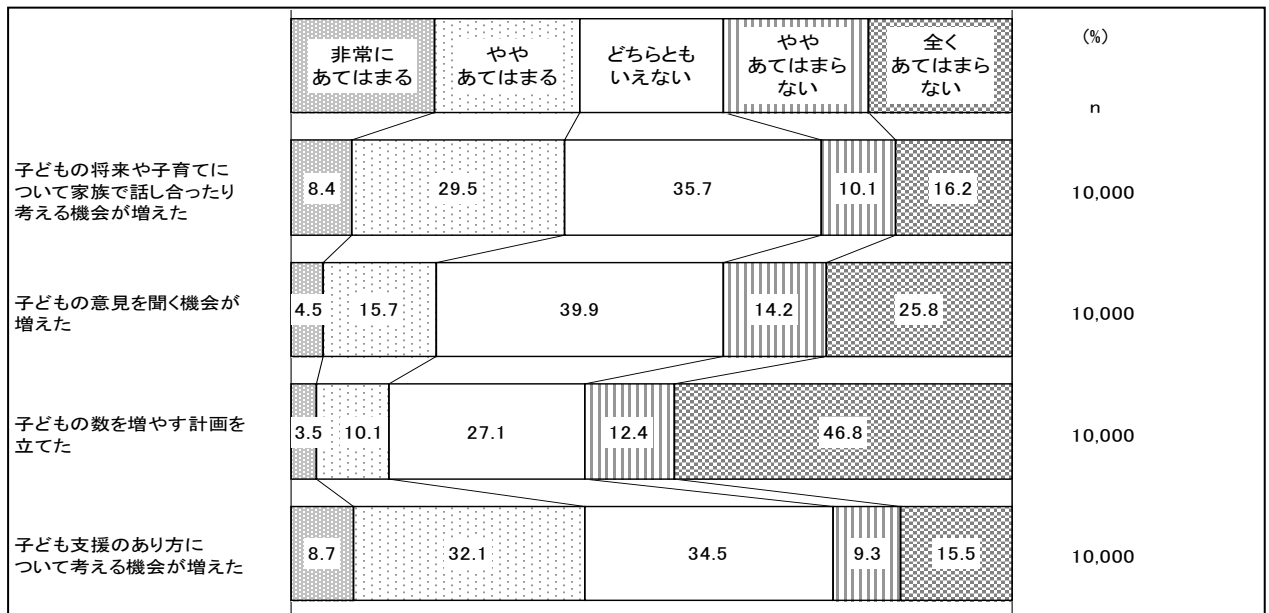 非常に
あてはまる
やや
あてはまる
どちらとも
いえない
やや
あてはまら
ない
全く
あてはまら
ない
(%)
n
子どもの将来や子育てに
ついて家族で話し合ったり
考える機会が増えた
8.4 29.5 35.7 10.1 16.2 10,000
子どもの意見を聞く機会が
増えた
4.5 15.7 39.9 14.2 25.8 10,000
子どもの数を増やす計画を
立てた
3.5 10.1 27.1 12.4 46.8 10,000
子ども支援のあり方に
ついて考える機会が増えた
8.7 32.1 34.5 9.3 15.5 10,000